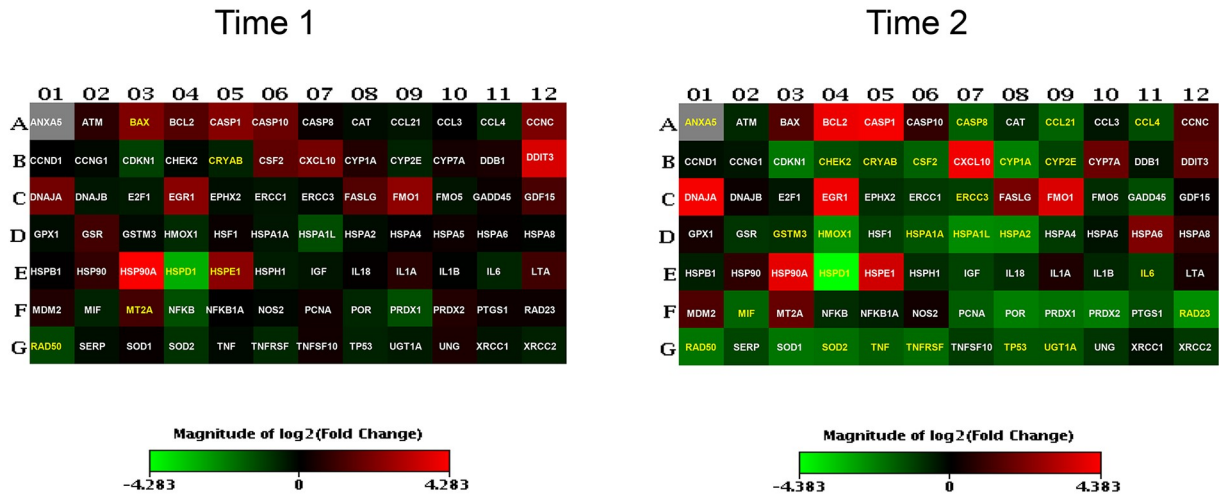 Time 1
Time 2
01 02 03 04 05 06 07 08 09 10 11 12
A ANXA5 ATM BAX BCL2 CASP1 CASP10 CASP8 CAT CCL21 CCL3 CCL4 CCNC
B CCND1 CCNG1 CDKN1 CHEK2 CRYAB CSF2 CXCL10 CYP1A CYP2E CYP7A DDB1 DDIT3
C DNAJA DNAJB E2F1 EGR1 EPHX2 ERCC1 ERCC3 FASLG FMO1 FMO5 GADD45 GDF15
D GPX1 GSR GSTM3 HMOX1 HSF1 HSPA1A HSPA1L HSPA2 HSPA4 HSPA5 HSPA6 HSPA8
E HSPB1 HSP90 HSP90A HSPD1 HSPE1 HSPH1 IGF IL18 IL1A IL1B IL6 LTA
F MDM2 MIF MT2A NFKB NFKB1A NOS2 PCNA POR PRDX1 PRDX2 PTGS1 RAD23
G RAD50 SERP SOD1 SOD2 TNF TNFRSF TNFSF10 TP53 UGT1A UNG XRCC1 XRCC2
Magnitude of log2(Fold Change)
-4.283 0 4.283
01 02 03 04 05 06 07 08 09 10 11 12
A ANXA5 ATM BAX BCL2 CASP1 CASP10 CASP8 CAT CCL21 CCL3 CCL4 CCNC
B CCND1 CCNG1 CDKN1 CHEK2 CRYAB CSF2 CXCL10 CYP1A CYP2E CYP7A DDB1 DDIT3
C DNAJA DNAJB E2F1 EGR1 EPHX2 ERCC1 ERCC3 FASLG FMO1 FMO5 GADD45 GDF15
D GPX1 GSR GSTM3 HMOX1 HSF1 HSPA1A HSPA1L HSPA2 HSPA4 HSPA5 HSPA6 HSPA8
E HSPB1 HSP90 HSP90A HSPD1 HSPE1 HSPH1 IGF IL18 IL1A IL1B IL6 LTA
F MDM2 MIF MT2A NFKB NFKB1A NOS2 PCNA POR PRDX1 PRDX2 PTGS1 RAD23
G RAD50 SERP SOD1 SOD2 TNF TNFRSF TNFSF10 TP53 UGT1A UNG XRCC1 XRCC2
Magnitude of log2(Fold Change)
-4.383 0 4.383